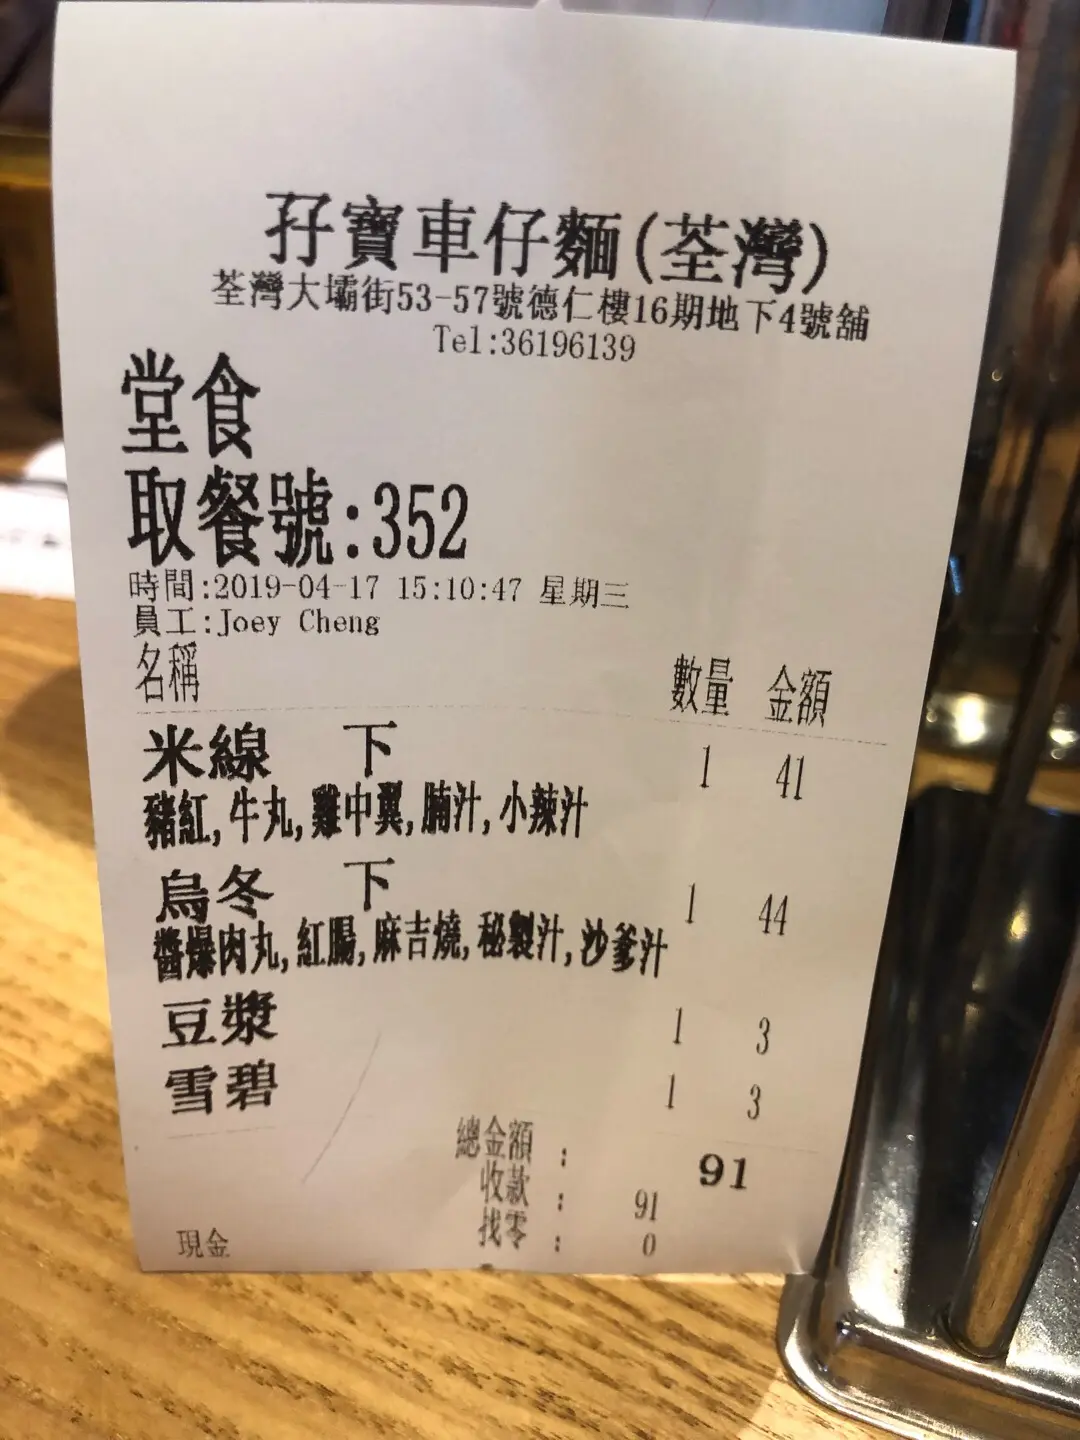 孖寶車仔麵(荃灣)
荃灣大壩街53-57號德仁樓16期地下4號舖
Tel:36196139
堂食
取餐號:352
時間:2019-04-17 15:10:47 星期三
員工:Joey Cheng
名稱 數量 金額
米線 下 1 41
豬紅,牛丸,雞中翼,腩汁,小辣汁
烏冬 下 1 44
醬爆肉丸,紅腸,麻吉燒,秘製汁,沙爹汁
豆漿 1 3
雪碧 1 3
總金額 : 91
收款 : 91
找零 : 0
現金